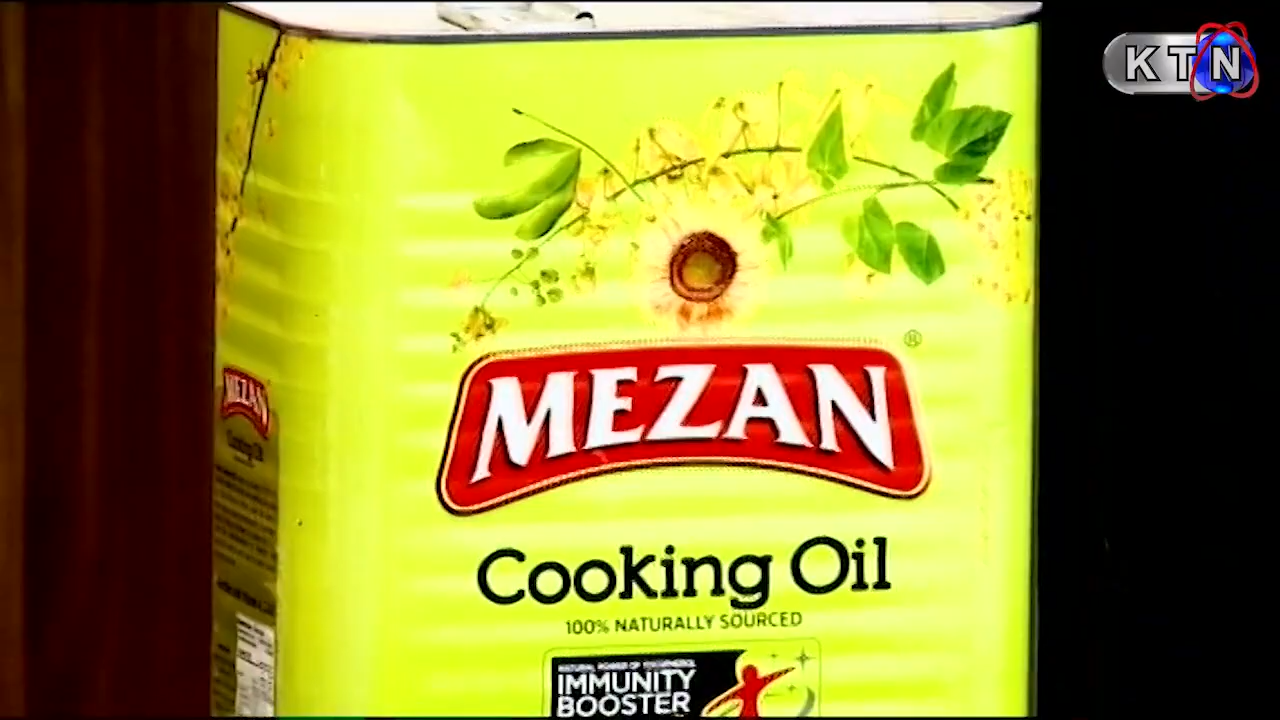 KTN
MEZAN
®
Cooking Oil
100% NATURALLY SOURCED
IMMUNITY
BOOSTER
MEZAN
Cooking Oil